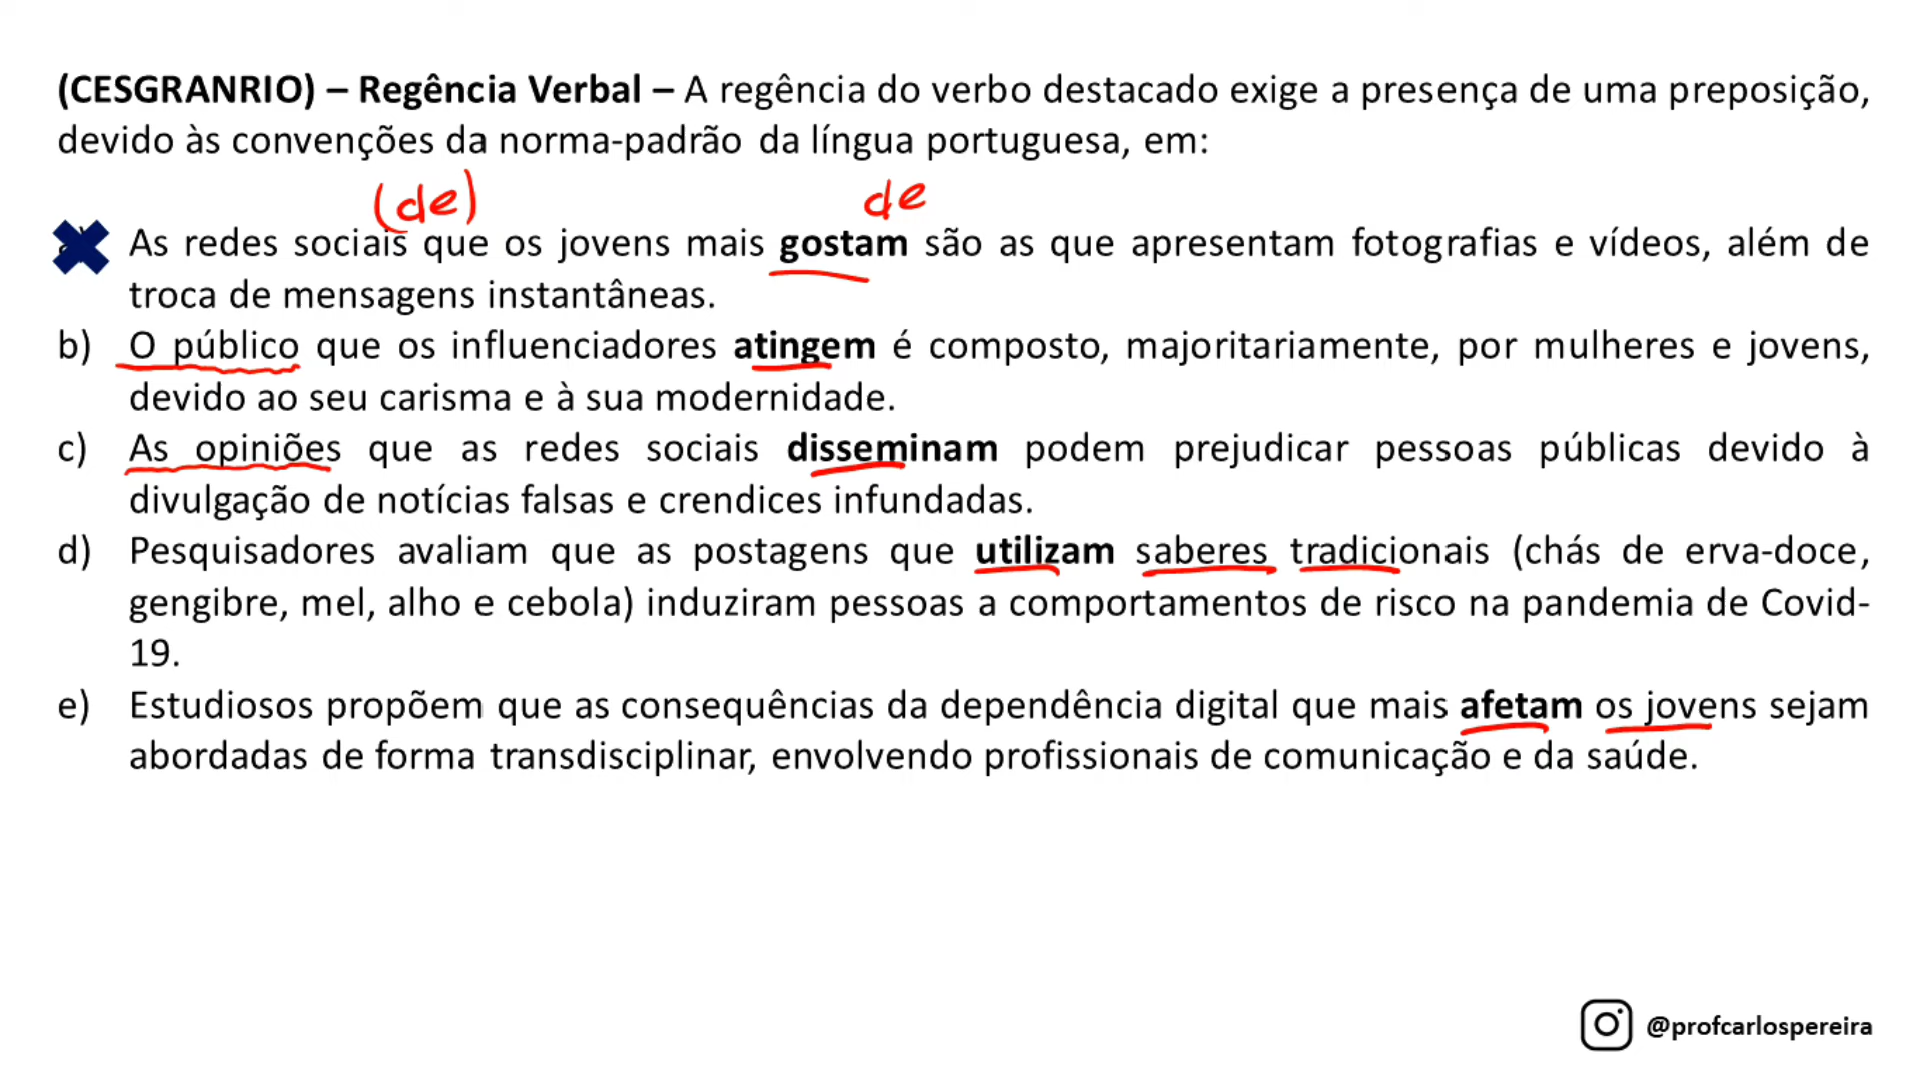 (CESGRANRIO) – Regência Verbal – A regência do verbo destacado exige a presença de uma preposição,
devido às convenções da norma-padrão da língua portuguesa, em:
(de) de
As redes sociais que os jovens mais gostam são as que apresentam fotografias e vídeos, além de
troca de mensagens instantâneas.
b) O público que os influenciadores atingem é composto, majoritariamente, por mulheres e jovens,
devido ao seu carisma e à sua modernidade.
c) As opiniões que as redes sociais disseminam podem prejudicar pessoas públicas devido à
divulgação de notícias falsas e crendices infundadas.
d) Pesquisadores avaliam que as postagens que utilizam saberes tradicionais (chás de erva-doce,
gengibre, mel, alho e cebola) induziram pessoas a comportamentos de risco na pandemia de Covid-
19.
e) Estudiosos propõem que as consequências da dependência digital que mais afetam os jovens sejam
abordadas de forma transdisciplinar, envolvendo profissionais de comunicação e da saúde.
@profcarlospereira